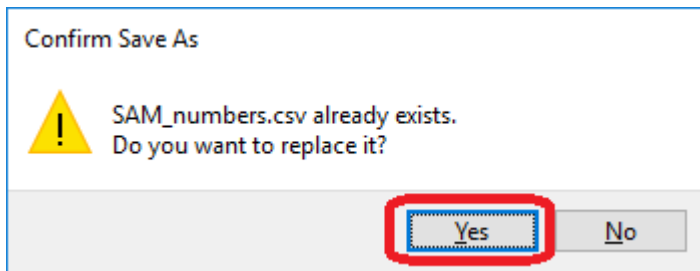 Confirm Save As
SAM_numbers.csv already exists.
Do you want to replace it?
Yes No